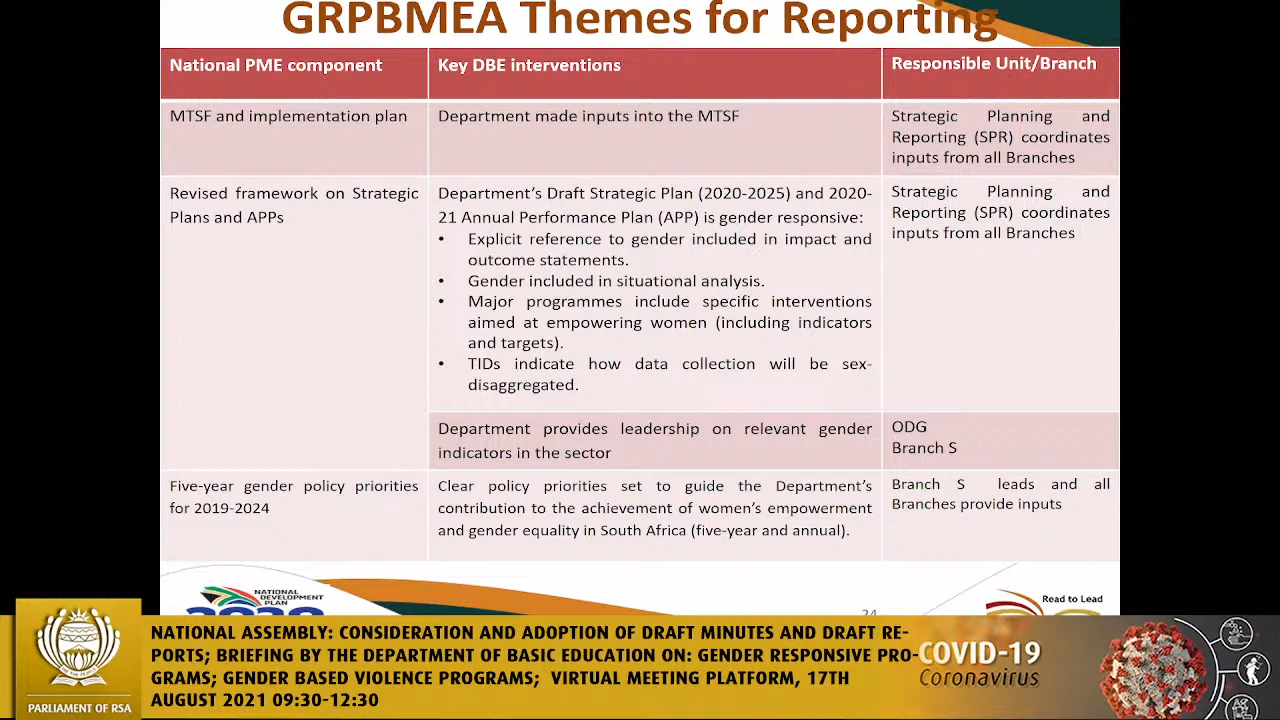 GRPBMEA Themes for Reporting
National PME component
Key DBE interventions
Responsible Unit/Branch
MTSF and implementation plan
Department made inputs into the MTSF
Strategic Planning and
Reporting (SPR) coordinates
inputs from all Branches
Revised framework on Strategic
Plans and APPs
Department's Draft Strategic Plan (2020-2025) and 2020-
21 Annual Performance Plan (APP) is gender responsive:
• Explicit reference to gender included in impact and
outcome statements.
• Gender included in situational analysis.
• Major programmes include specific interventions
aimed at empowering women (including indicators
and targets).
• TIDs indicate how data collection will be sex-
disaggregated.
Strategic Planning and
Reporting (SPR) coordinates
inputs from all Branches
Department provides leadership on relevant gender
indicators in the sector
ODG
Branch S
Five-year gender policy priorities
for 2019-2024
Clear policy priorities set to guide the Department's
contribution to the achievement of women's empowerment
and gender equality in South Africa (five-year and annual).
Branch S leads and all
Branches provide inputs
NATIONAL DEVELOPMENT
PLAN
2030
24
Read to Lead
PARLIAMENT OF RSA
NATIONAL ASSEMBLY: CONSIDERATION AND ADOPTION OF DRAFT MINUTES AND DRAFT RE-
PORTS; BRIEFING BY THE DEPARTMENT OF BASIC EDUCATION ON: GENDER RESPONSIVE PRO-
GRAMS; GENDER BASED VIOLENCE PROGRAMS; VIRTUAL MEETING PLATFORM, 17TH
AUGUST 2021 09:30-12:30
COVID-19
Coronavirus